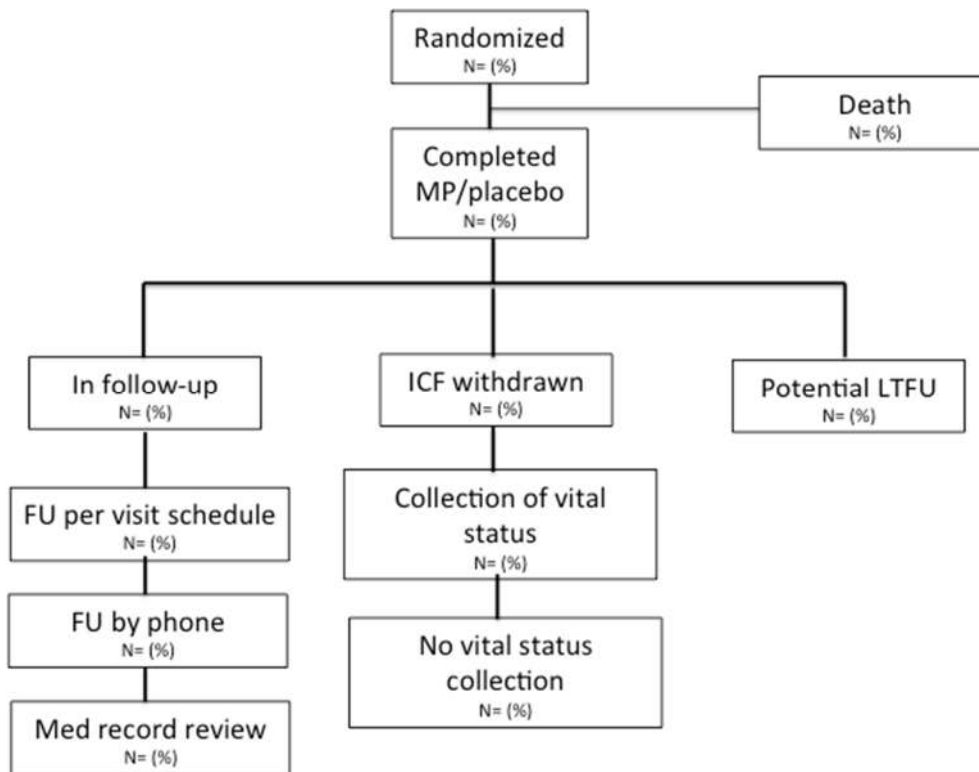 Randomized
N= (%)
Death
N= (%)
Completed
MP/placebo
N= (%)
In follow-up
N= (%)
ICF withdrawn
N= (%)
Potential LTFU
N= (%)
FU per visit schedule
N= (%)
Collection of vital
status
N= (%)
FU by phone
N= (%)
No vital status
collection
N= (%)
Med record review
N= (%)